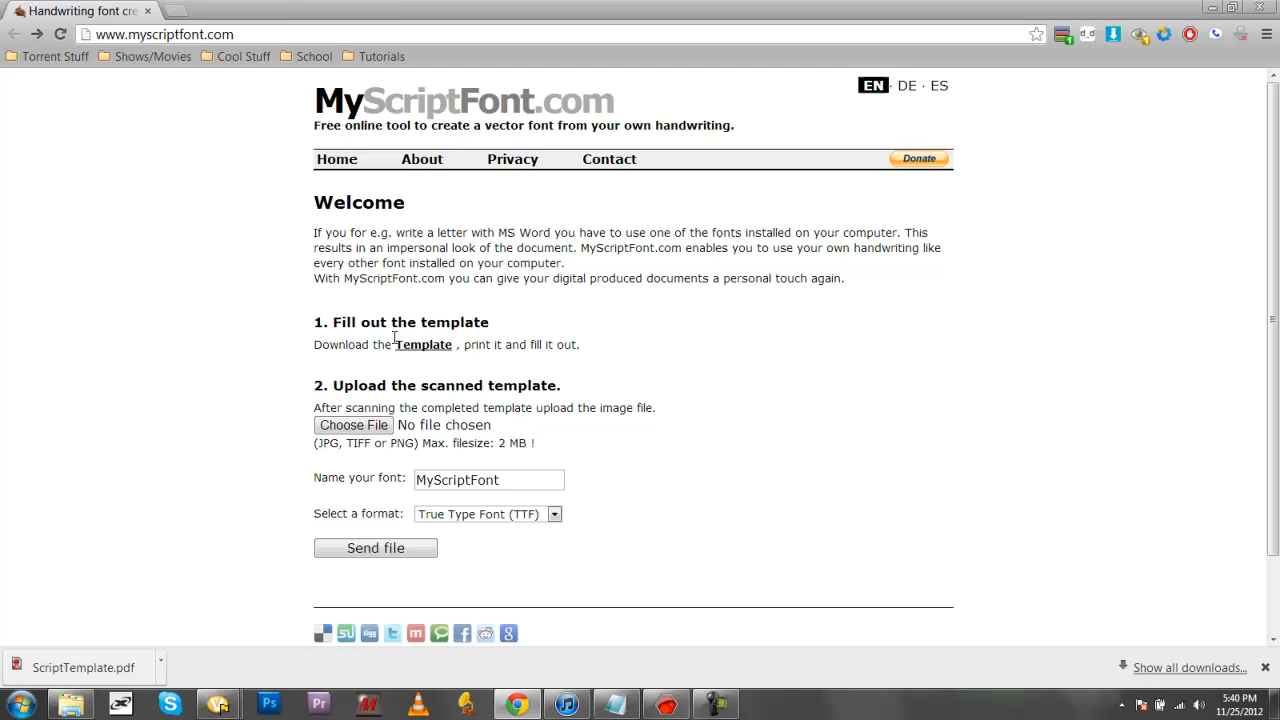 Handwriting font cre
www.myscriptfont.com
Torrent Stuff Shows/Movies Cool Stuff School Tutorials
EN · DE · ES
MyScriptFont.com
Free online tool to create a vector font from your own handwriting.
Home About Privacy Contact Donate
Welcome
If you for e.g. write a letter with MS Word you have to use one of the fonts installed on your computer. This
results in an impersonal look of the document. MyScriptFont.com enables you to use your own handwriting like
every other font installed on your computer.
With MyScriptFont.com you can give your digital produced documents a personal touch again.
1. Fill out the template
Download the Template , print it and fill it out.
2. Upload the scanned template.
After scanning the completed template upload the image file.
Choose File No file chosen
(JPG, TIFF or PNG) Max. filesize: 2 MB !
Name your font: MyScriptFont
Select a format: True Type Font (TTF)
Send file
ScriptTemplate.pdf Show all downloads...
Ps Pr
5:40 PM
11/25/2012